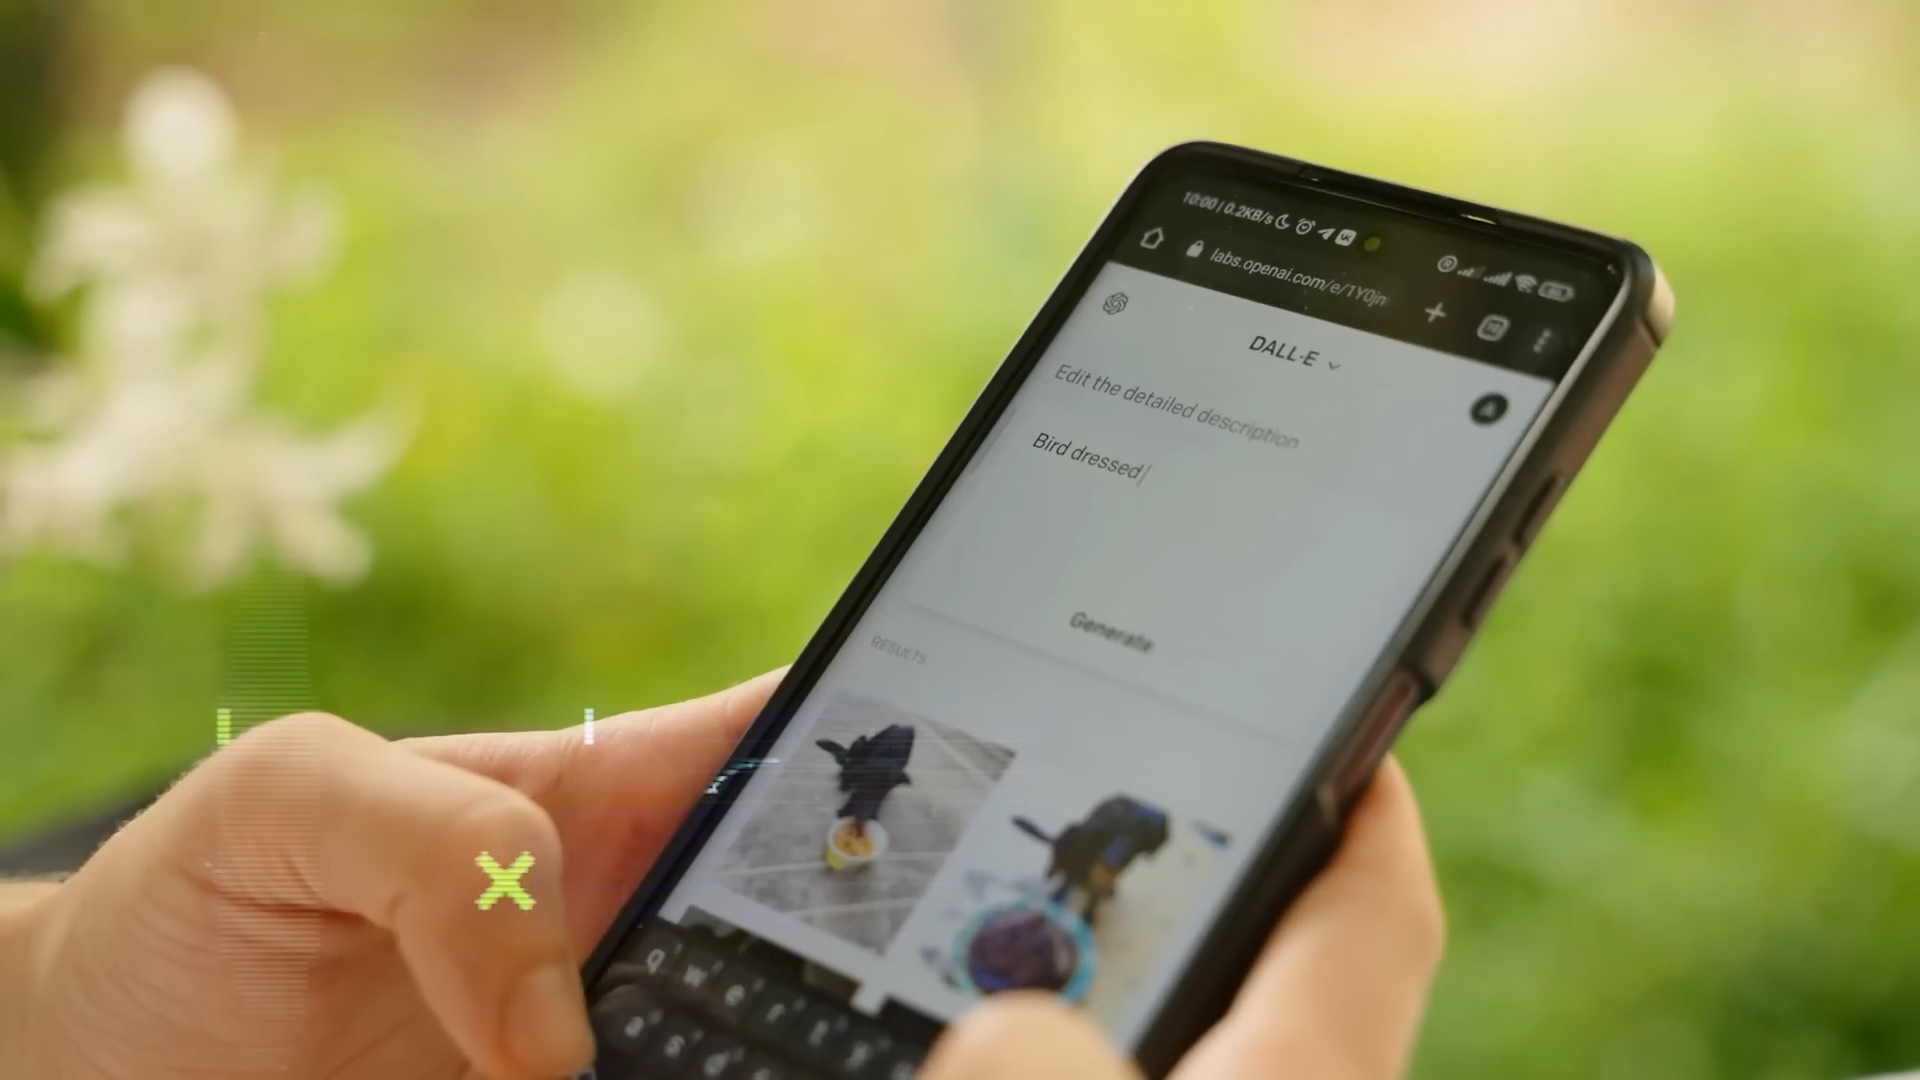 10:00 | 0.2KB/s
labs.openai.com/e/1Y0jn
DALL·E
Edit the detailed description
Bird dressed
Generate
RESULTS
q w e r t y
a s d